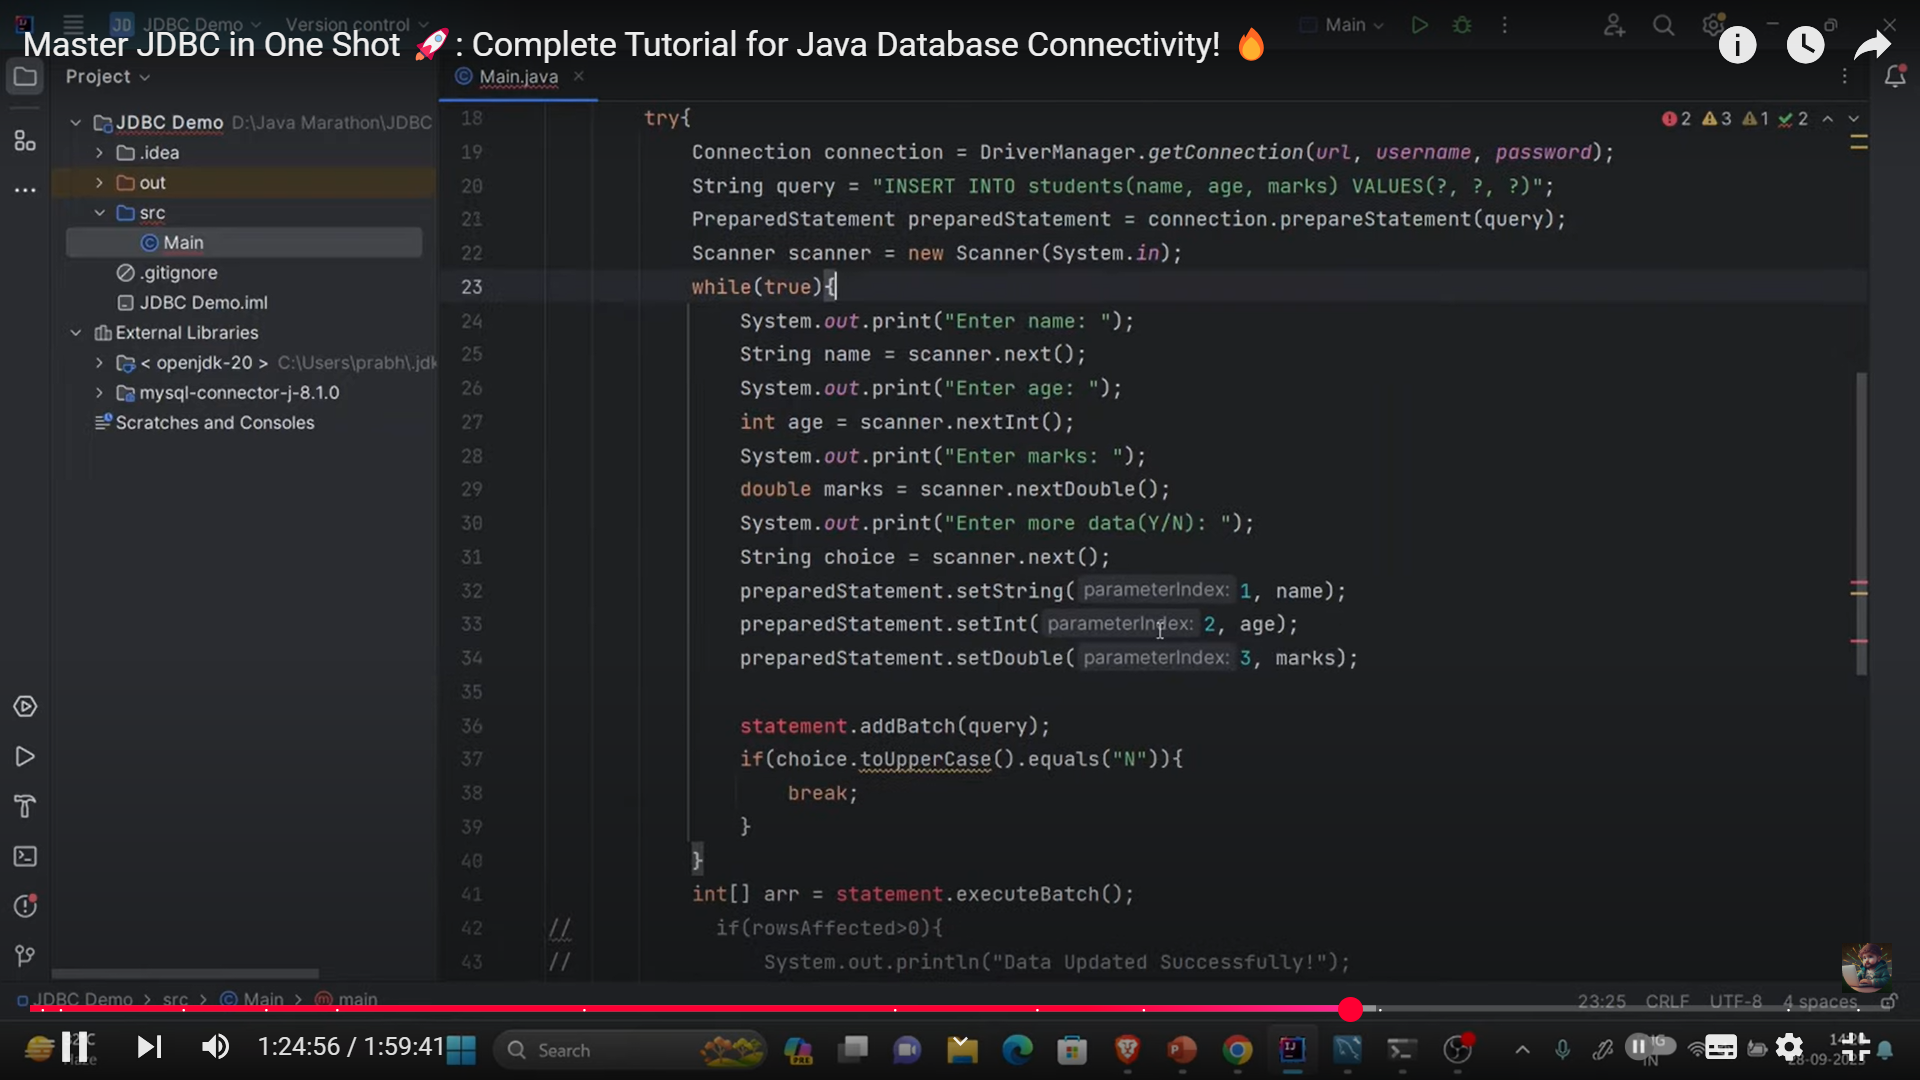 JD JDBC Demo Version control Main
Master JDBC in One Shot 🚀: Complete Tutorial for Java Database Connectivity! 🔥
Project
Main.java
JDBC Demo D:\Java Marathon\JDBC
.idea
out
src
Main
.gitignore
JDBC Demo.iml
External Libraries
< openjdk-20 > C:\Users\prabh\.jdk
mysql-connector-j-8.1.0
Scratches and Consoles
2 3 1 2
18 try{
19 Connection connection = DriverManager.getConnection(url, username, password);
20 String query = "INSERT INTO students(name, age, marks) VALUES(?, ?, ?)";
21 PreparedStatement preparedStatement = connection.prepareStatement(query);
22 Scanner scanner = new Scanner(System.in);
23 while(true){
24 System.out.print("Enter name: ");
25 String name = scanner.next();
26 System.out.print("Enter age: ");
27 int age = scanner.nextInt();
28 System.out.print("Enter marks: ");
29 double marks = scanner.nextDouble();
30 System.out.print("Enter more data(Y/N): ");
31 String choice = scanner.next();
32 preparedStatement.setString( parameterIndex: 1, name);
33 preparedStatement.setInt( parameterIndex: 2, age);
34 preparedStatement.setDouble( parameterIndex: 3, marks);
35
36 statement.addBatch(query);
37 if(choice.toUpperCase().equals("N")){
38 break;
39 }
40 }
41 int[] arr = statement.executeBatch();
42 // if(rowsAffected>0){
43 // System.out.println("Data Updated Successfully!");
JDBC Demo > src > Main > main
23:25 CRLF UTF-8 4 spaces
1:24:56 / 1:59:41
Search